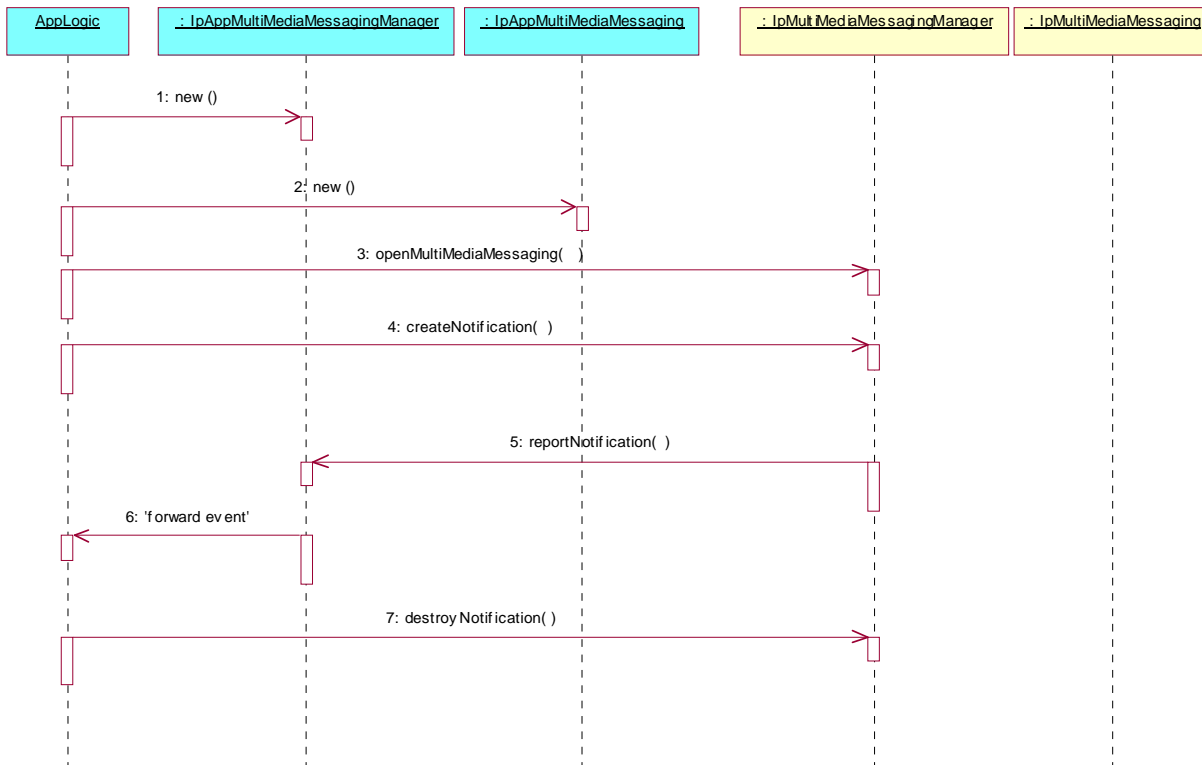 AppLogic
: IpAppMultiMediaMessagingManager
: IpAppMultiMediaMessaging
: IpMultiMediaMessagingManager
: IpMultiMediaMessaging
1: new ()
2: new ()
3: openMultiMediaMessaging( )
4: createNotification( )
5: reportNotification( )
6: 'forward event'
7: destroyNotification( )